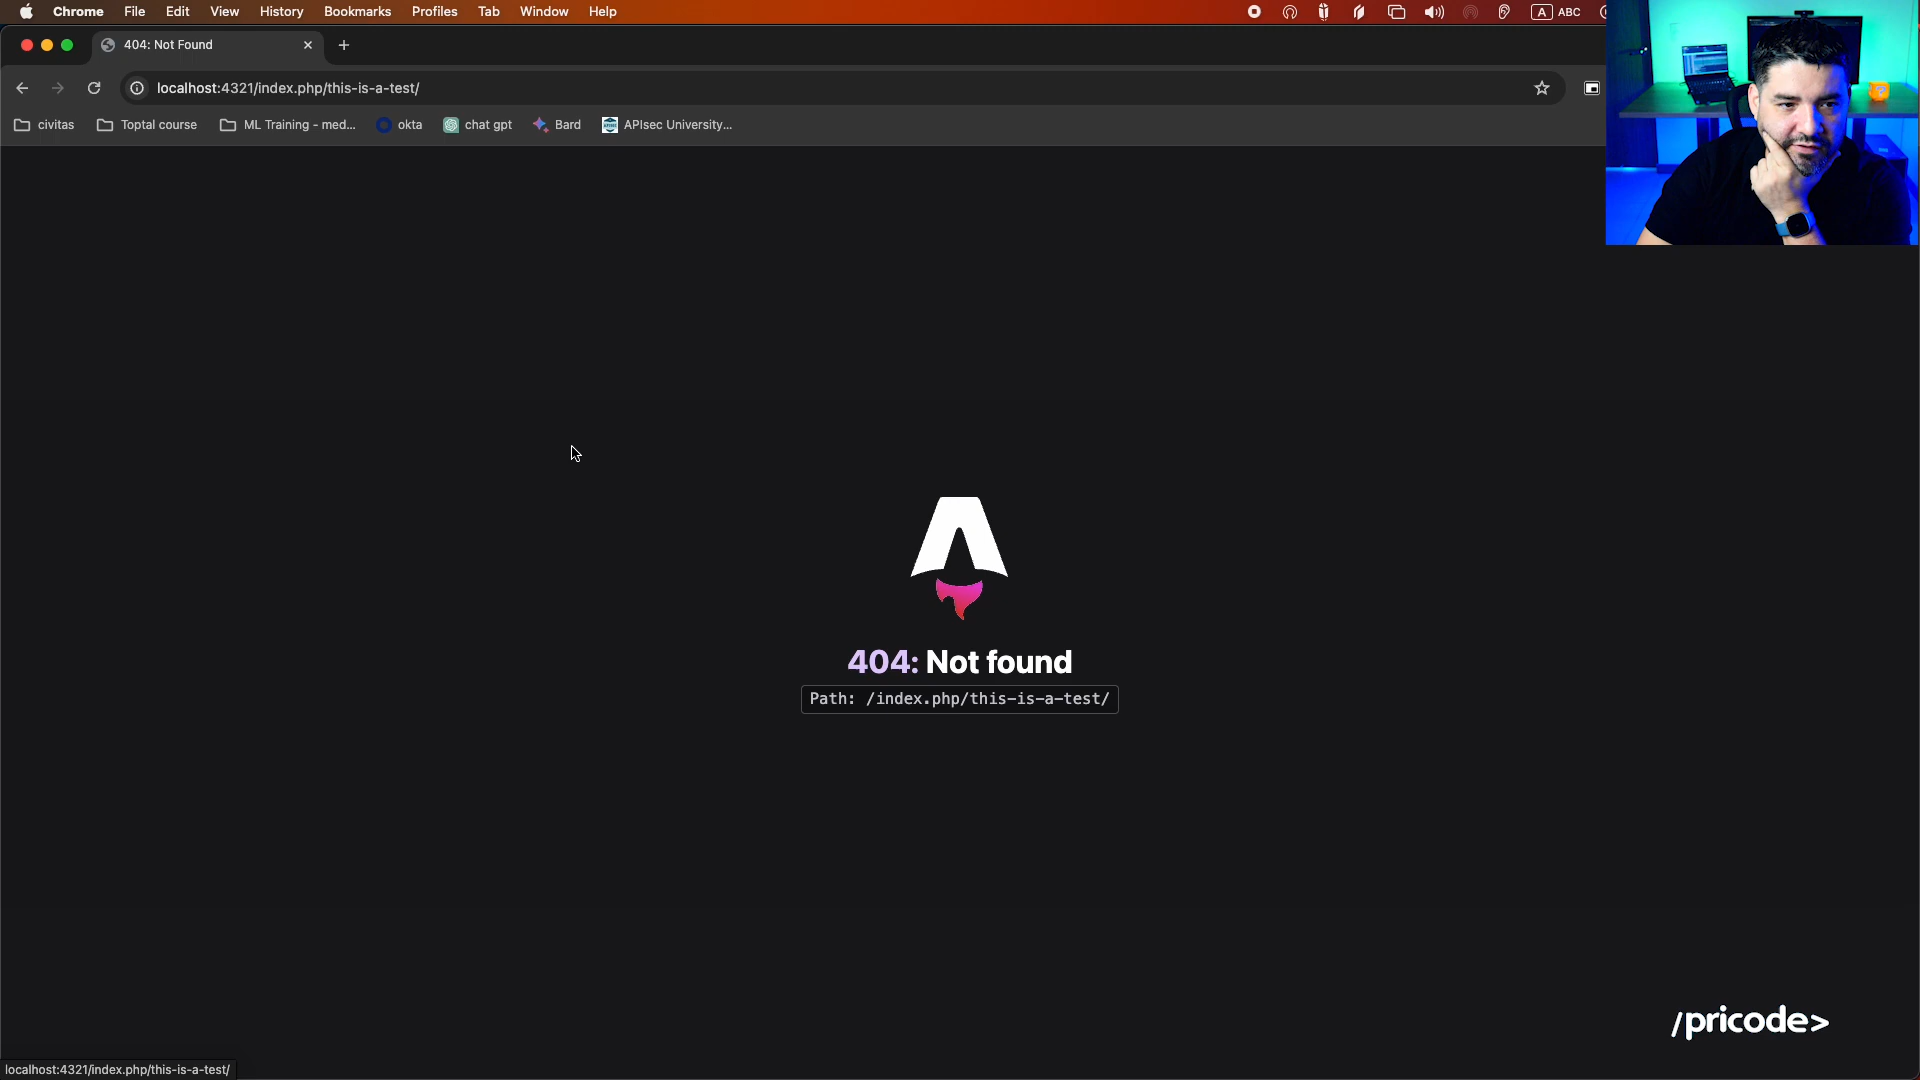 Chrome File Edit View History Bookmarks Profiles Tab Window Help A ABC
404: Not Found
localhost:4321/index.php/this-is-a-test/
civitas Toptal course ML Training - med... okta chat gpt Bard APIsec University...
404: Not found
Path: /index.php/this-is-a-test/
/pricode>
localhost:4321/index.php/this-is-a-test/